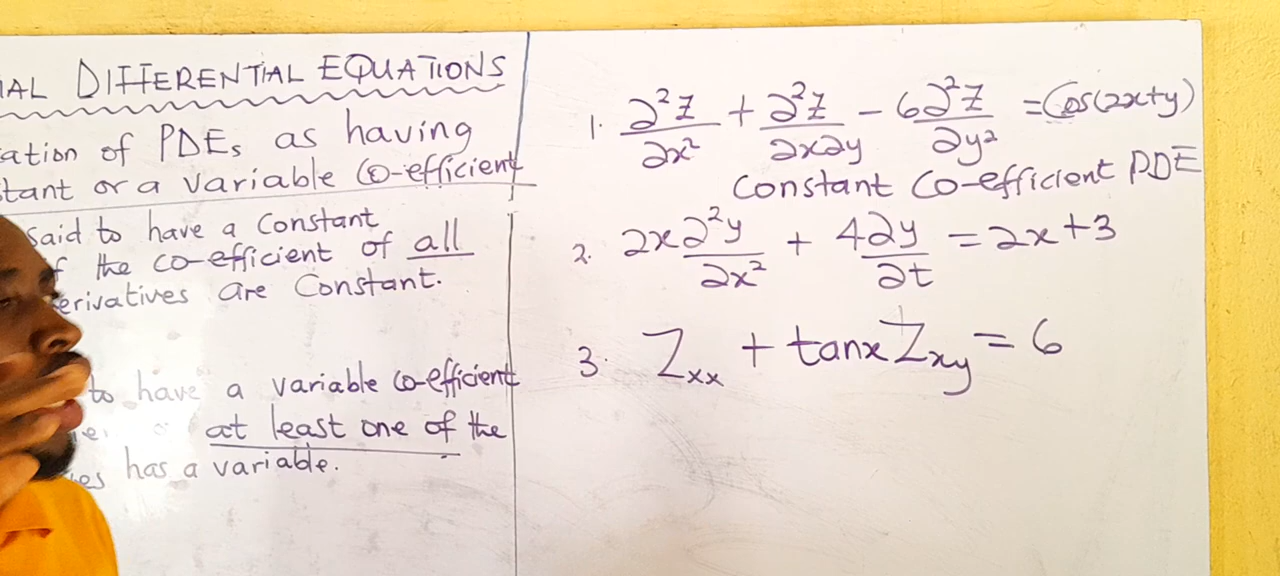 IAL DIFFERENTIAL EQUATIONS
ation of PDEs as having
tant or a variable Co-efficient
said to have a Constant
f the co-efficient of all
erivatives are Constant.
to have a variable Co-efficient
at least one of the
es has a variable.
1. ∂²Z/∂x² + ∂²Z/∂x∂y - 6∂²Z/∂y² = Cos(2x+y)
Constant Co-efficient PDE
2. 2x∂²y/∂x² + 4∂y/∂t = 2x+3
3. Zxx + tanxZxy = 6